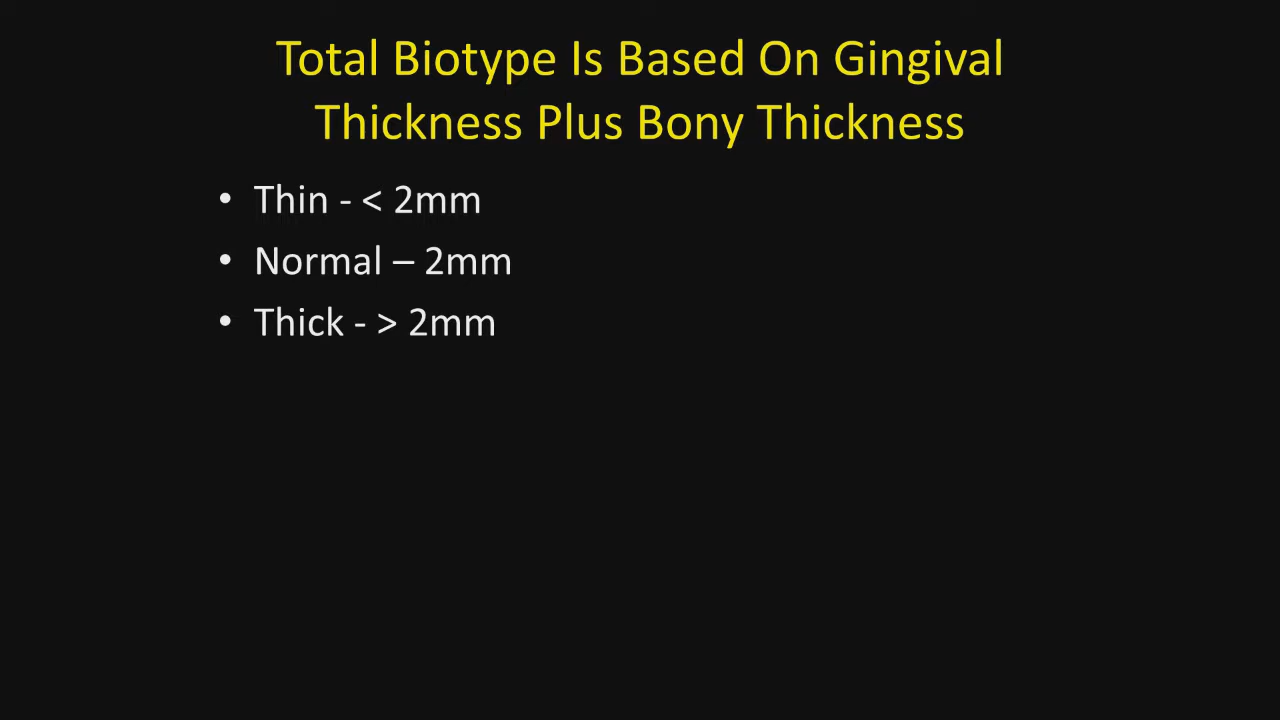 Total Biotype Is Based On Gingival
Thickness Plus Bony Thickness
• Thin - < 2mm
• Normal – 2mm
• Thick - > 2mm